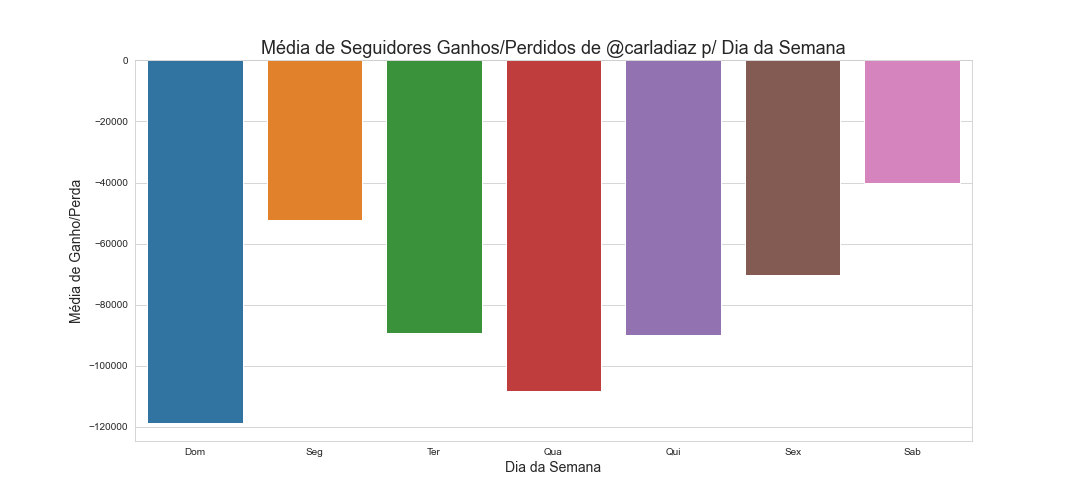 Média de Seguidores Ganhos/Perdidos de @carladiaz p/ Dia da Semana
Média de Ganho/Perda
0
−20000
−40000
−60000
−80000
−100000
−120000
Dom Seg Ter Qua Qui Sex Sab
Dia da Semana